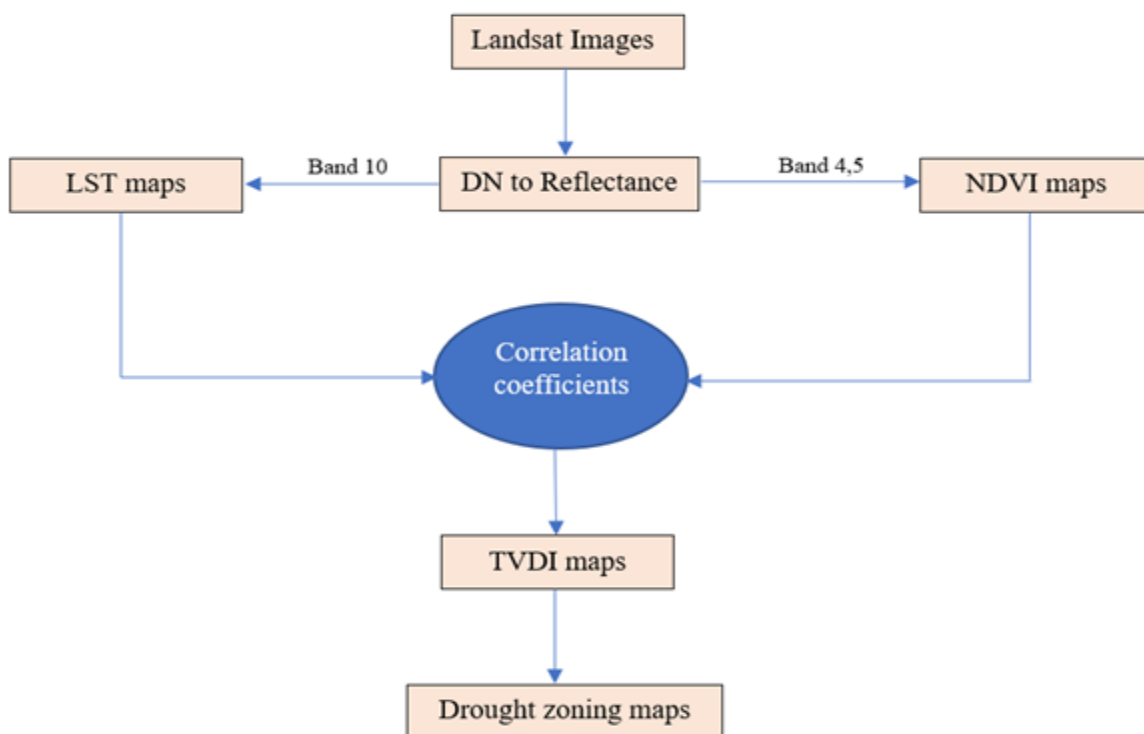 Landsat Images
LST maps
Band 10
DN to Reflectance
Band 4,5
NDVI maps
Correlation
coefficients
TVDI maps
Drought zoning maps